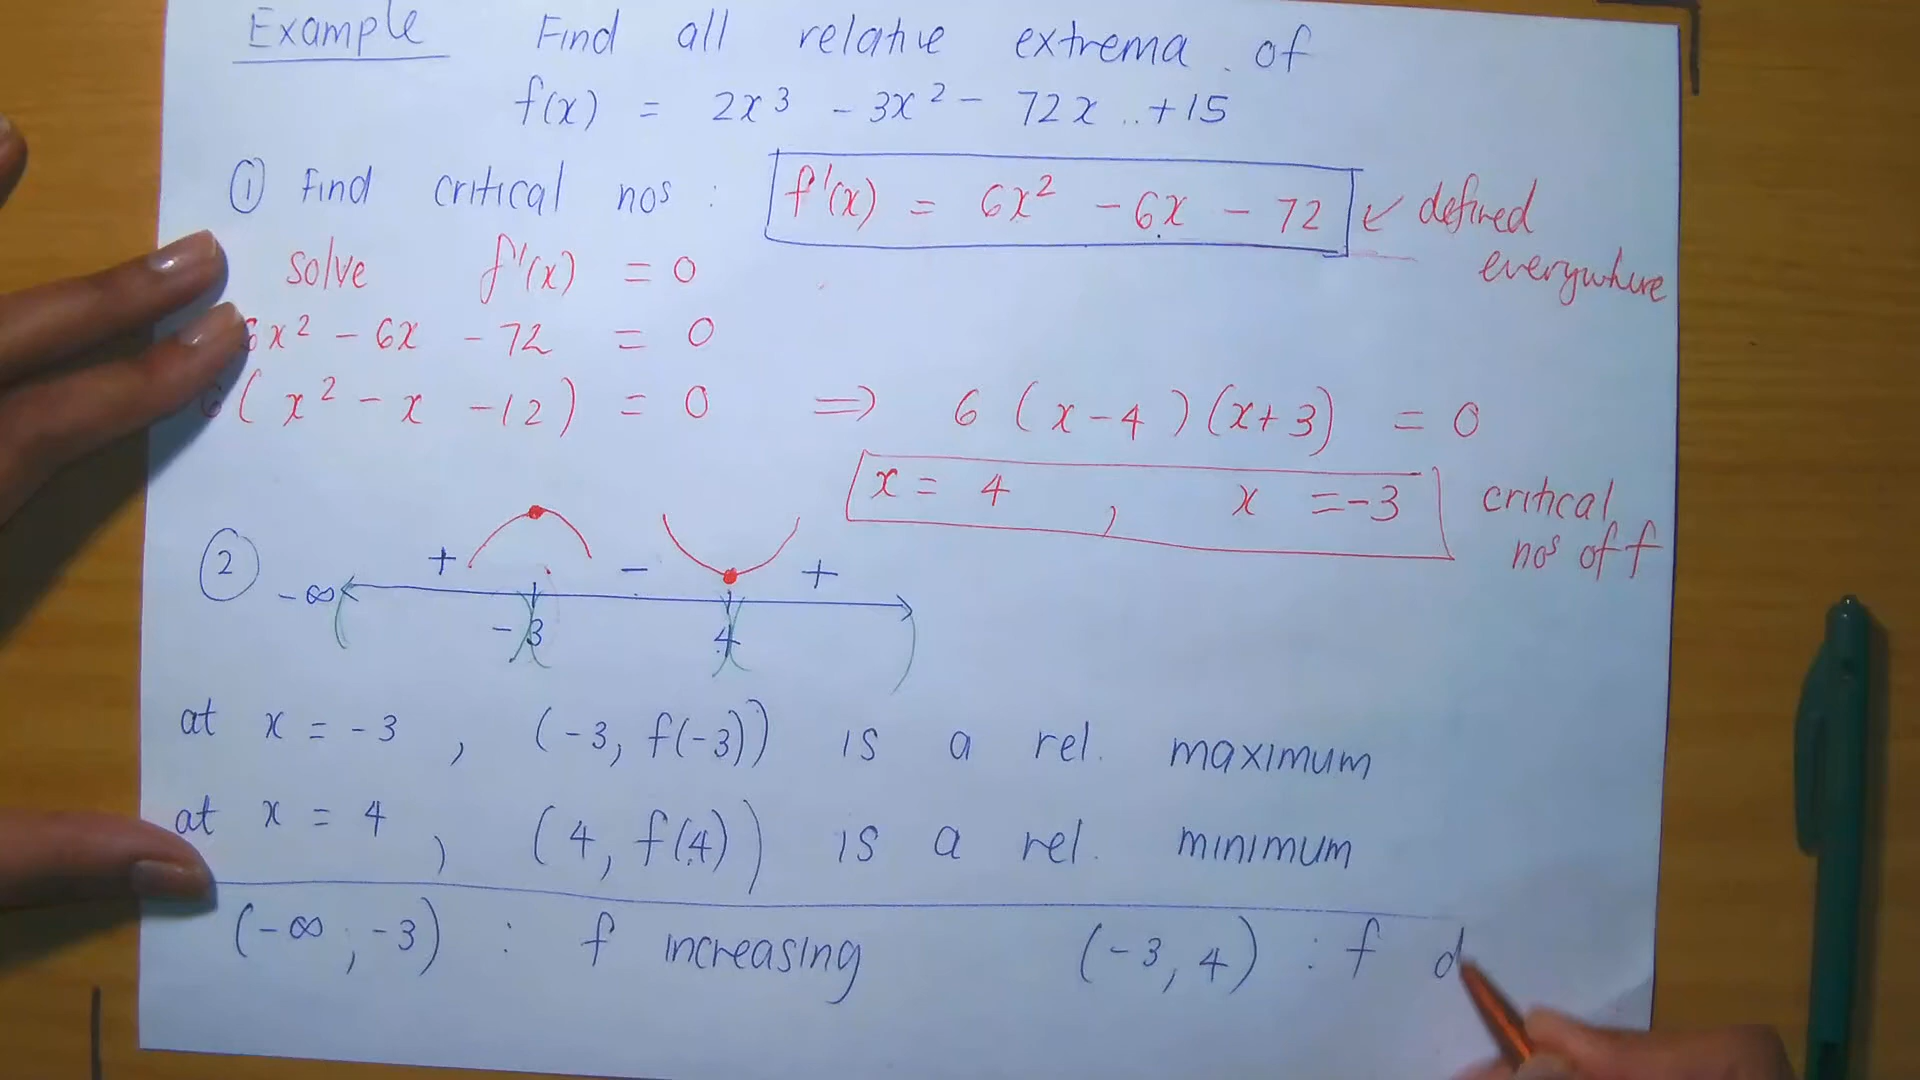 Example Find all relative extrema of
f(x) = 2x³ - 3x² - 72x + 15
① Find critical nos : f'(x) = 6x² - 6x - 72 ↙ defined everywhere
solve f'(x) = 0
6x² - 6x - 72 = 0
6(x² - x - 12) = 0 ⇒ 6(x-4)(x+3) = 0
x = 4 , x = -3 critical nos of f
② + - +
-∞ -3 4
at x = -3 , (-3, f(-3)) is a rel. maximum
at x = 4 , (4, f(4)) is a rel. minimum
(-∞, -3) : f increasing (-3, 4) : f d